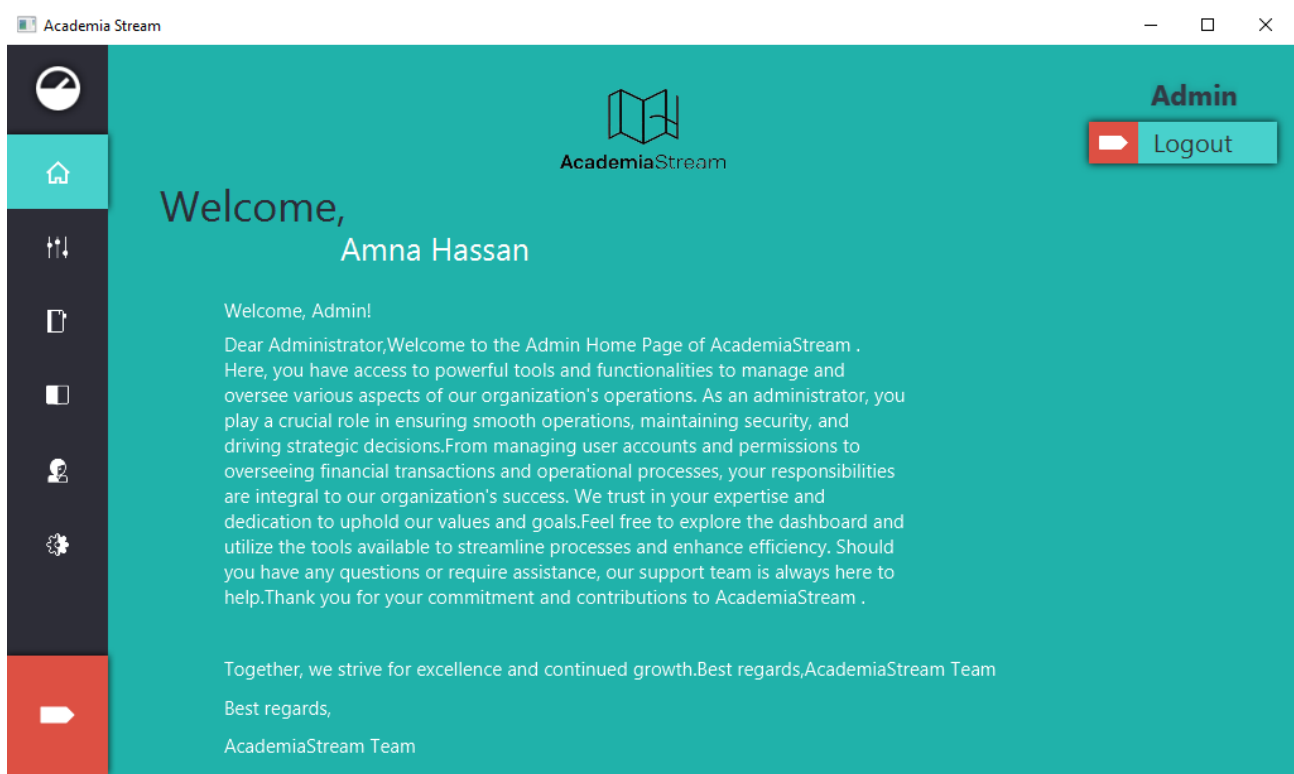 Academia Stream
Admin
Logout
AcademiaStream
Welcome,
Amna Hassan
Welcome, Admin!
Dear Administrator,Welcome to the Admin Home Page of AcademiaStream .
Here, you have access to powerful tools and functionalities to manage and
oversee various aspects of our organization's operations. As an administrator, you
play a crucial role in ensuring smooth operations, maintaining security, and
driving strategic decisions.From managing user accounts and permissions to
overseeing financial transactions and operational processes, your responsibilities
are integral to our organization's success. We trust in your expertise and
dedication to uphold our values and goals.Feel free to explore the dashboard and
utilize the tools available to streamline processes and enhance efficiency. Should
you have any questions or require assistance, our support team is always here to
help.Thank you for your commitment and contributions to AcademiaStream .
Together, we strive for excellence and continued growth.Best regards,AcademiaStream Team
Best regards,
AcademiaStream Team